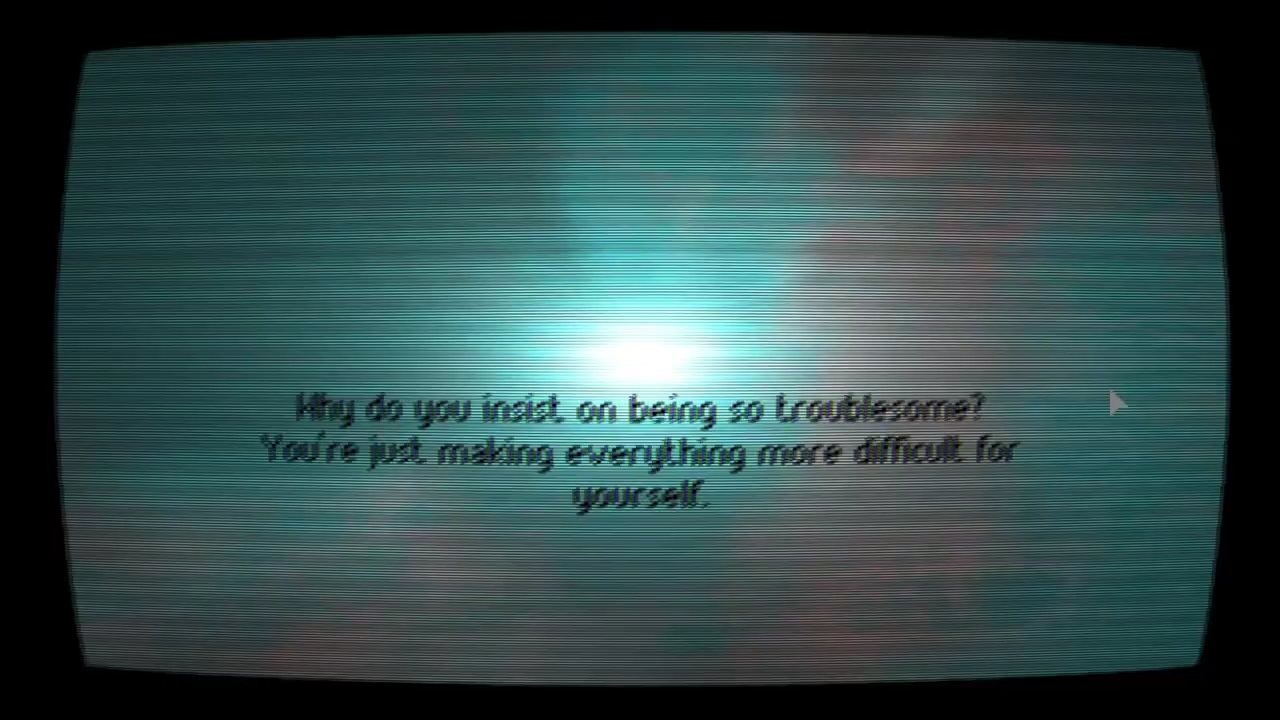 Why do you insist on being so troublesome?
You're just making everything more difficult for
yourself.